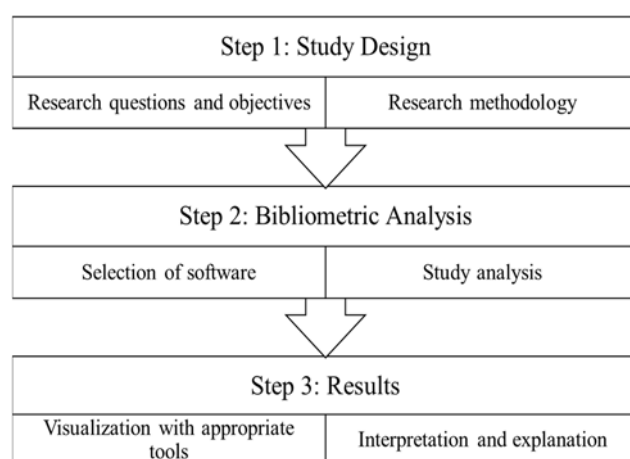 Step 1: Study Design
Research questions and objectives
Research methodology
Step 2: Bibliometric Analysis
Selection of software
Study analysis
Step 3: Results
Visualization with appropriate
tools
Interpretation and explanation